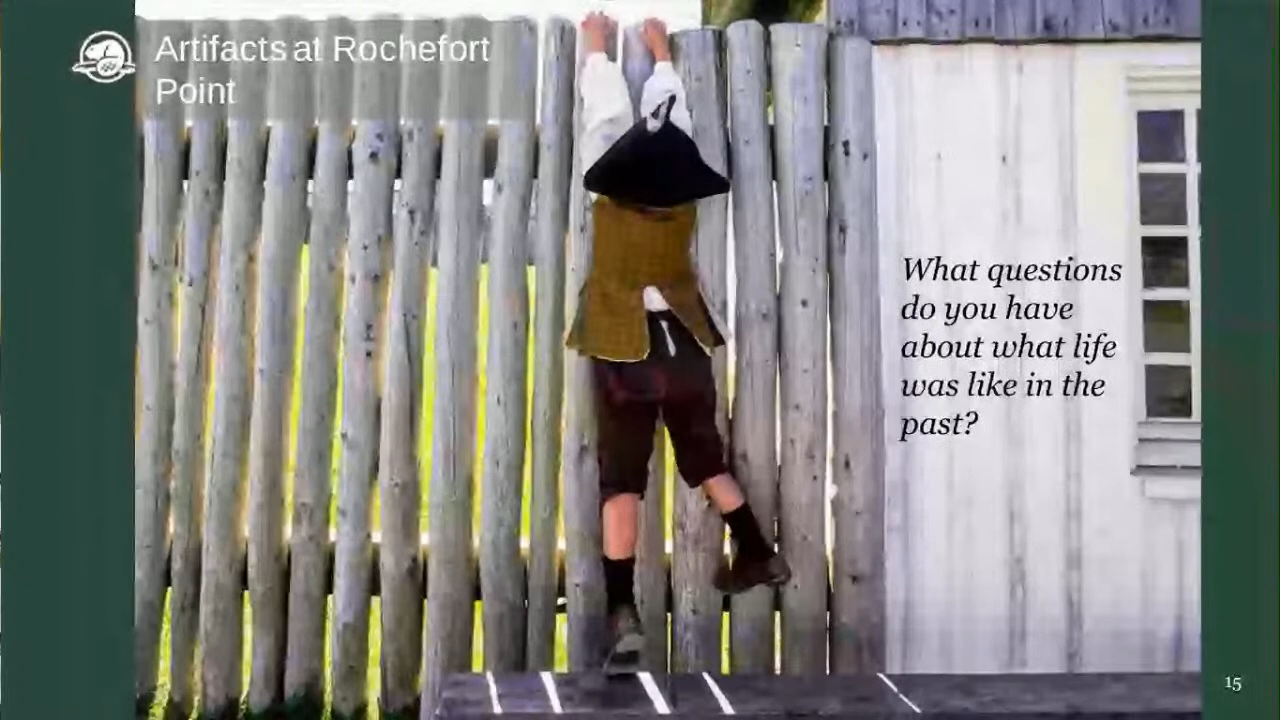 Artifacts at Rochefort
Point
What questions
do you have
about what life
was like in the
past?
15